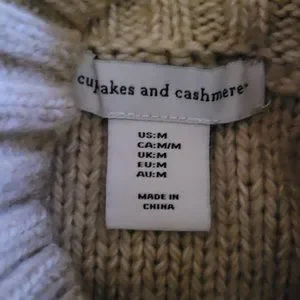 cupcakes and cashmere
US:M
CA:M/M
UK:M
EU:M
AU:M
MADE IN
CHINA